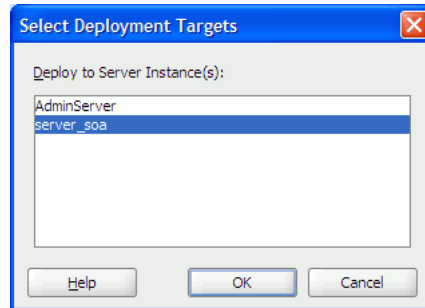 Select Deployment Targets
Deploy to Server Instance(s):
AdminServer
server_soa
Help
OK
Cancel